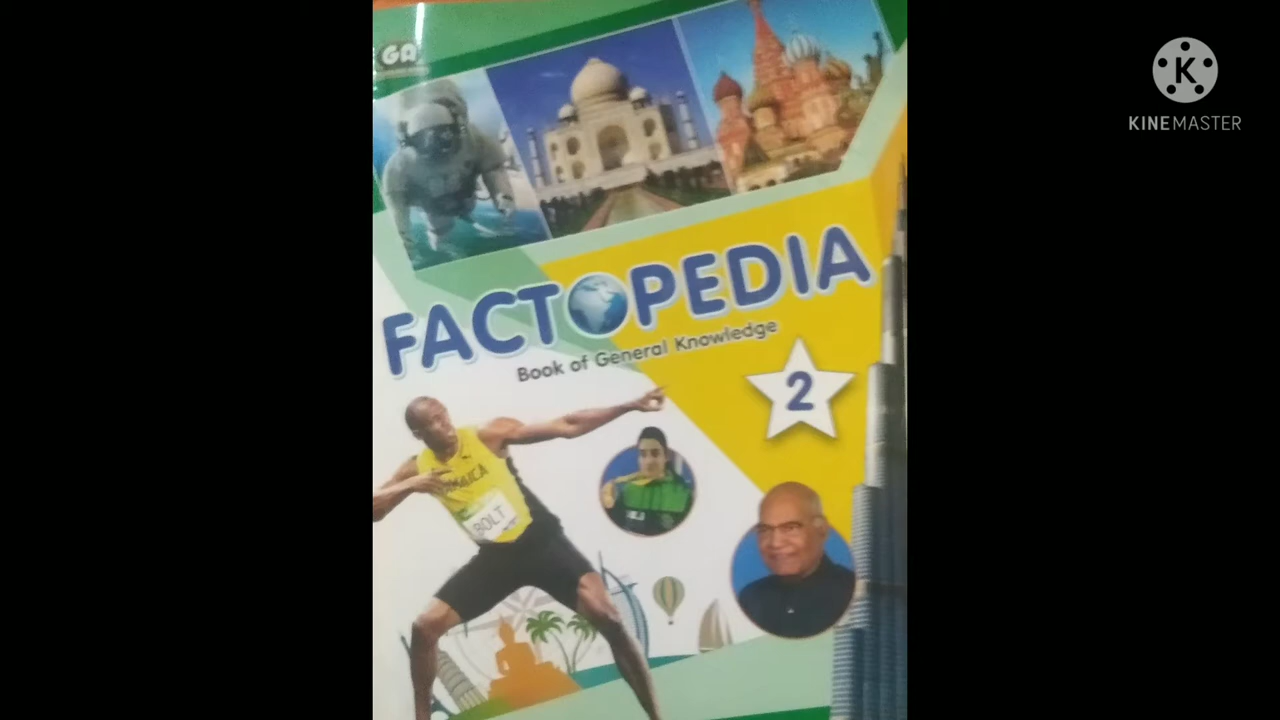 GA
KINEMASTER
FACTOPEDIA
Book of General Knowledge
2
JAMAICA
BOLT